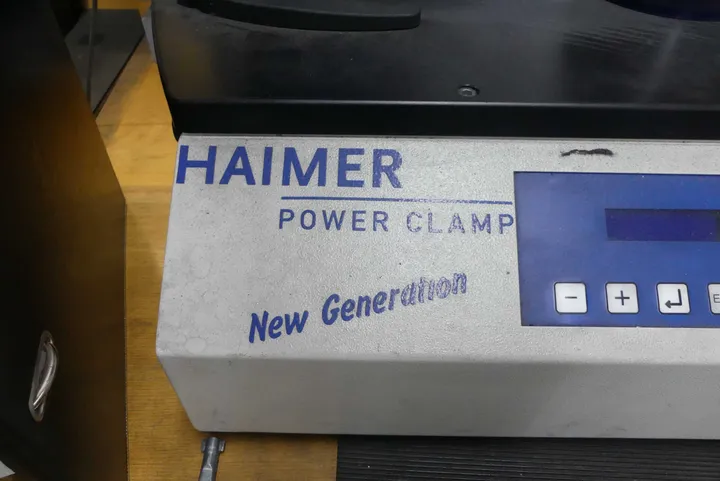 HAIMER
POWER CLAMP
New Generation
- + ↵ E